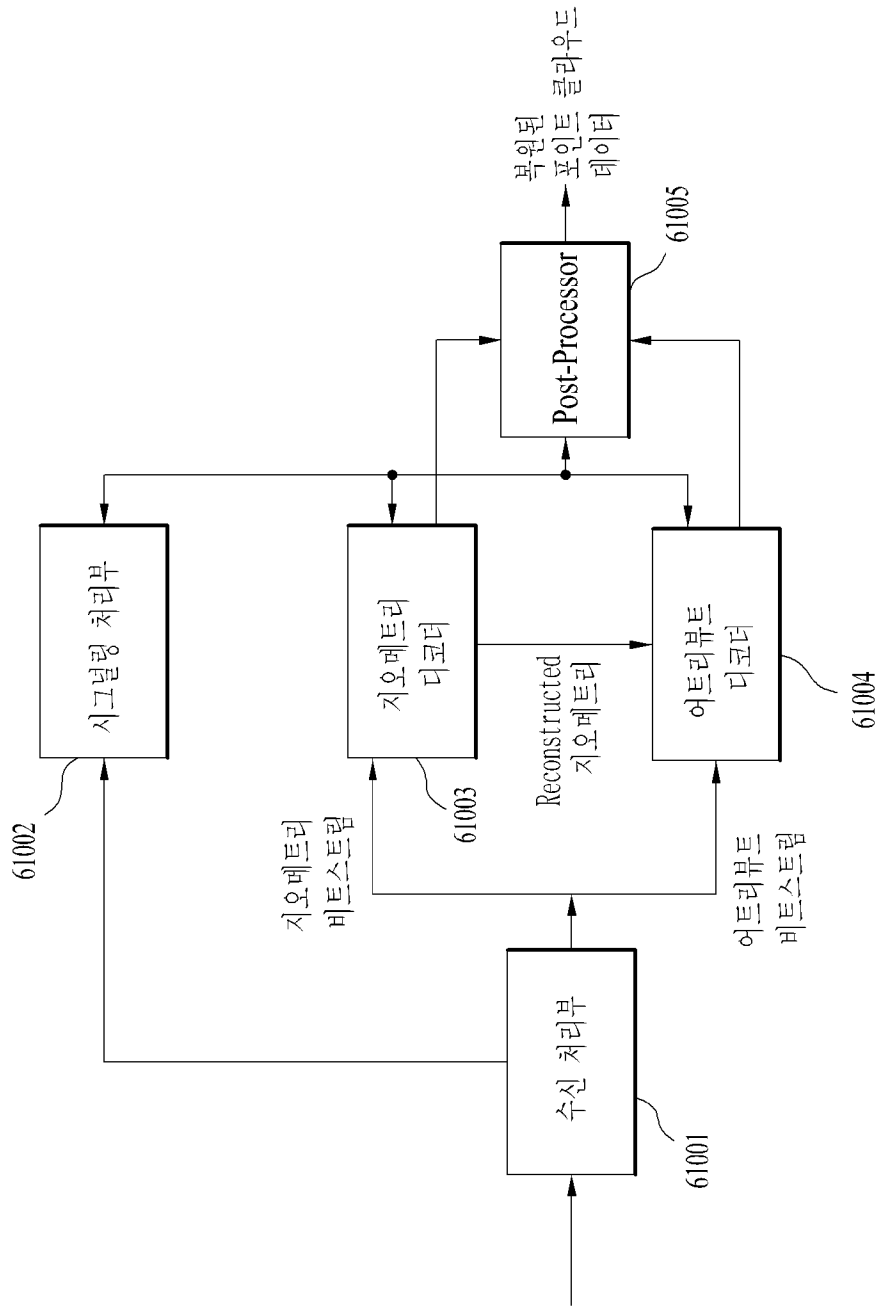 61002
시그널링 처리부
지오메트리
비트스트림
61003
지오메트리
디코더
Reconstructed
지오메트리
수신 처리부
61001
어트리뷰트
비트스트림
어트리뷰트
디코더
61004
Post-Processor
61005
복원된
포인트 클라우드
데이터